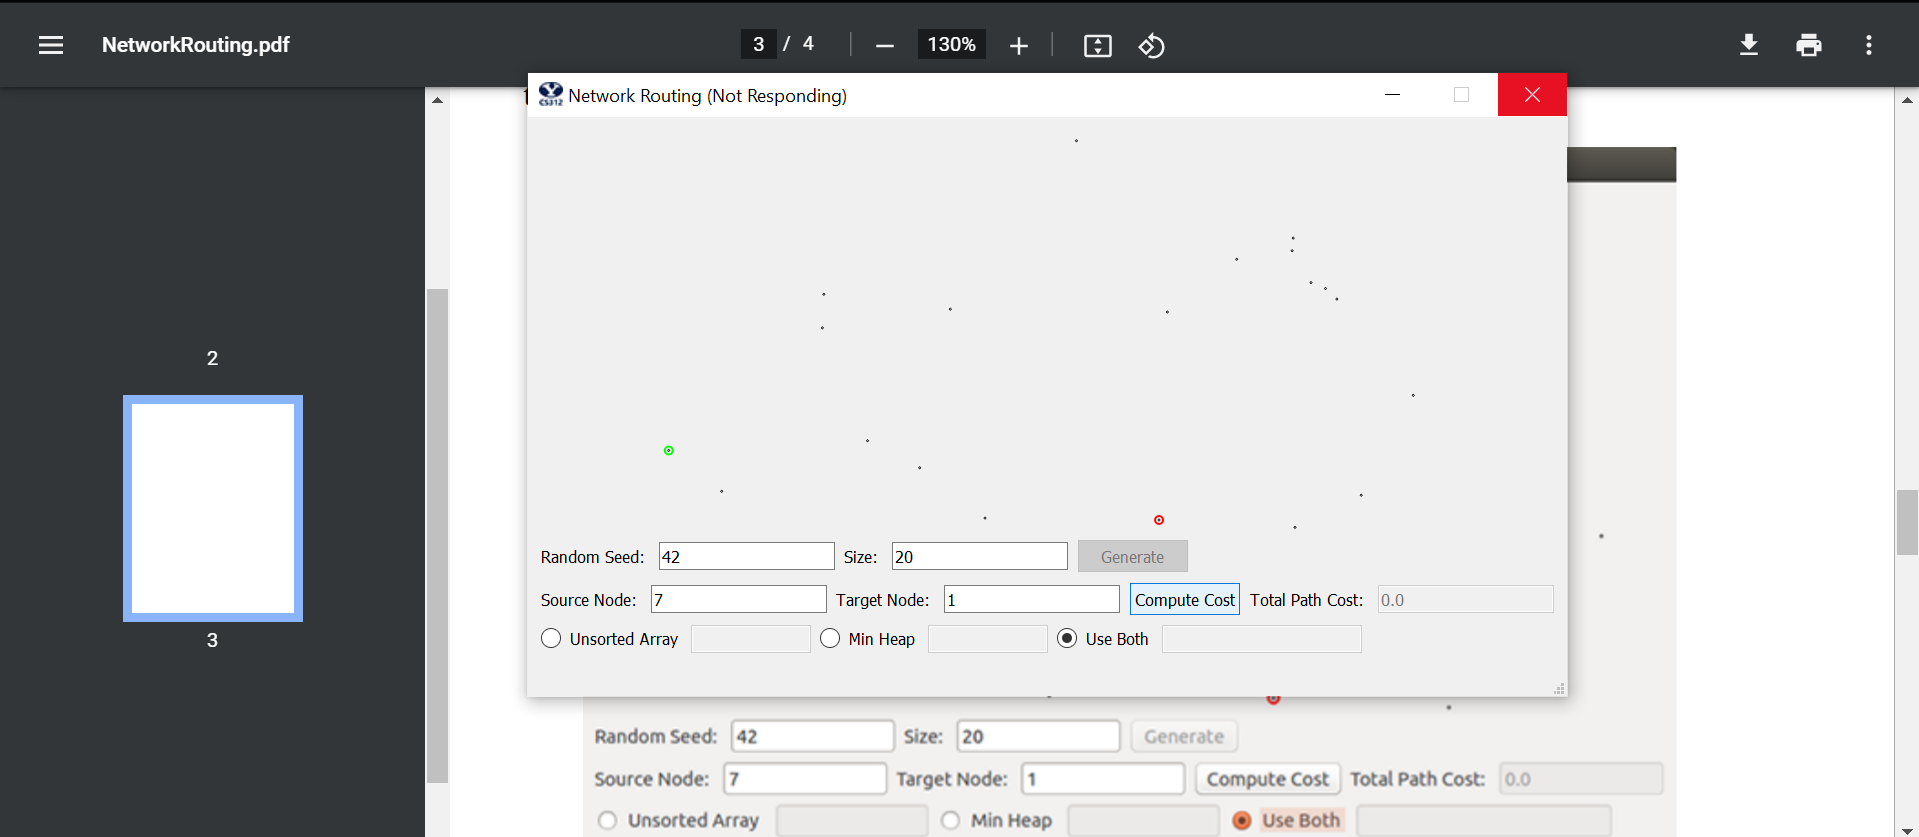 NetworkRouting.pdf
3 / 4
130%
CS312 Network Routing (Not Responding)
2
3
Random Seed: 42 Size: 20 Generate
Source Node: 7 Target Node: 1 Compute Cost Total Path Cost: 0.0
Unsorted Array Min Heap Use Both
Random Seed: 42 Size: 20 Generate
Source Node: 7 Target Node: 1 Compute Cost Total Path Cost: 0.0
Unsorted Array Min Heap Use Both